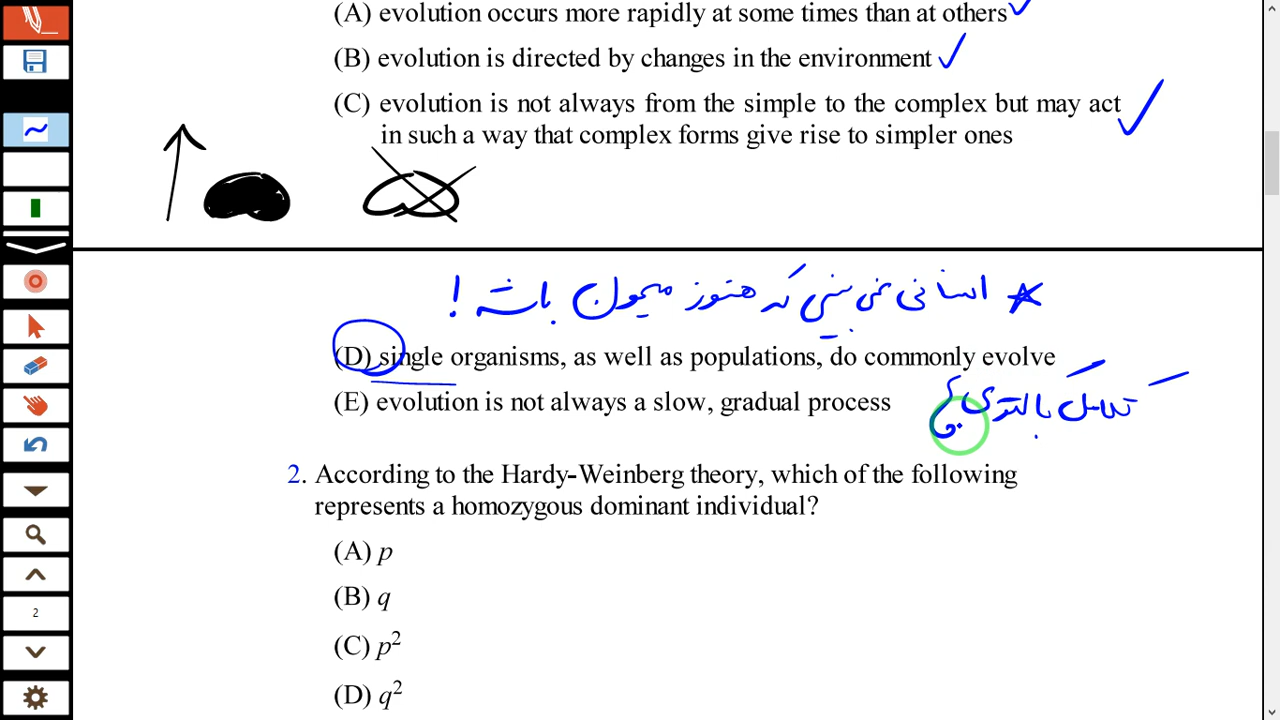 (A) evolution occurs more rapidly at some times than at others
(B) evolution is directed by changes in the environment
(C) evolution is not always from the simple to the complex but may act
in such a way that complex forms give rise to simpler ones
انسانی نمی بینی که هنوز میمون باشه !
(D) single organisms, as well as populations, do commonly evolve
(E) evolution is not always a slow, gradual process
تکامل بالقوی
2. According to the Hardy-Weinberg theory, which of the following
represents a homozygous dominant individual?
(A) p
(B) q
(C) p²
(D) q²
2